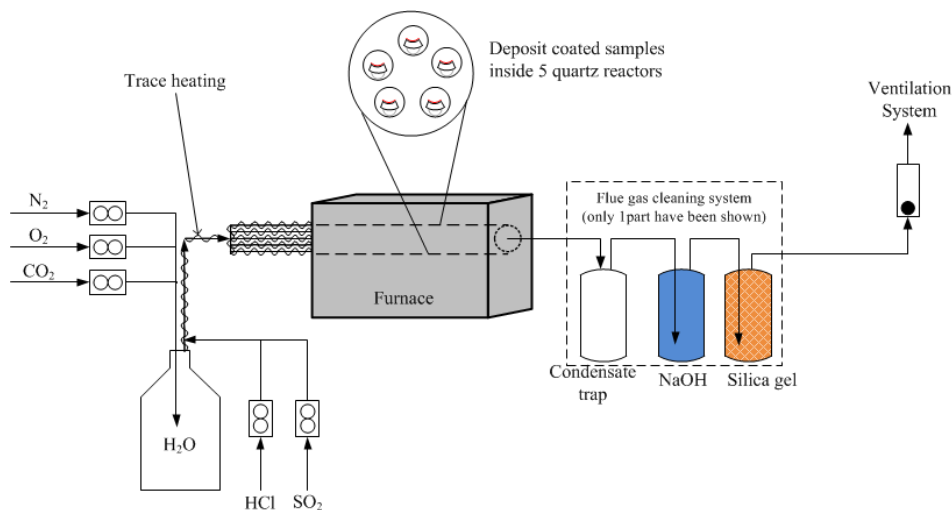 Deposit coated samples
inside 5 quartz reactors
Trace heating
Ventilation
System
N₂
O₂
CO₂
Flue gas cleaning system
(only 1part have been shown)
Furnace
Condensate
trap
NaOH
Silica gel
H₂O
HCl
SO₂